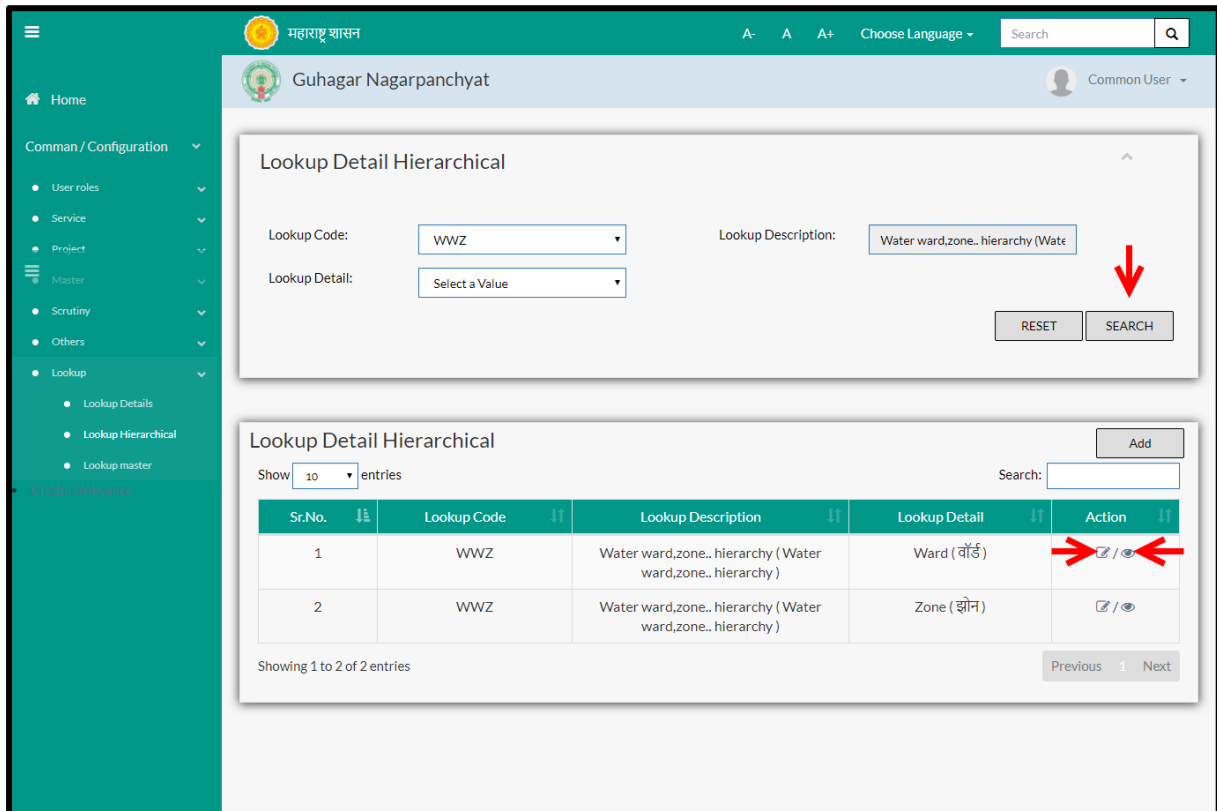 महाराष्ट्र शासन
A- A A+ Choose Language Search
Guhagar Nagarpanchyat
Common User
Home
Comman / Configuration
User roles
Service
Project
Master
Scrutiny
Others
Lookup
Lookup Details
Lookup Hierarchical
Lookup master
Create Grievance
Lookup Detail Hierarchical
Lookup Code: WWZ Lookup Description: Water ward,zone.. hierarchy (Wate
Lookup Detail: Select a Value
RESET SEARCH
Lookup Detail Hierarchical
Add
Show 10 entries Search:
Sr.No. Lookup Code Lookup Description Lookup Detail Action
1 WWZ Water ward,zone.. hierarchy ( Water Ward ( वॉर्ड ) /
ward,zone.. hierarchy )
2 WWZ Water ward,zone.. hierarchy ( Water Zone ( झोन ) /
ward,zone.. hierarchy )
Showing 1 to 2 of 2 entries
Previous 1 Next